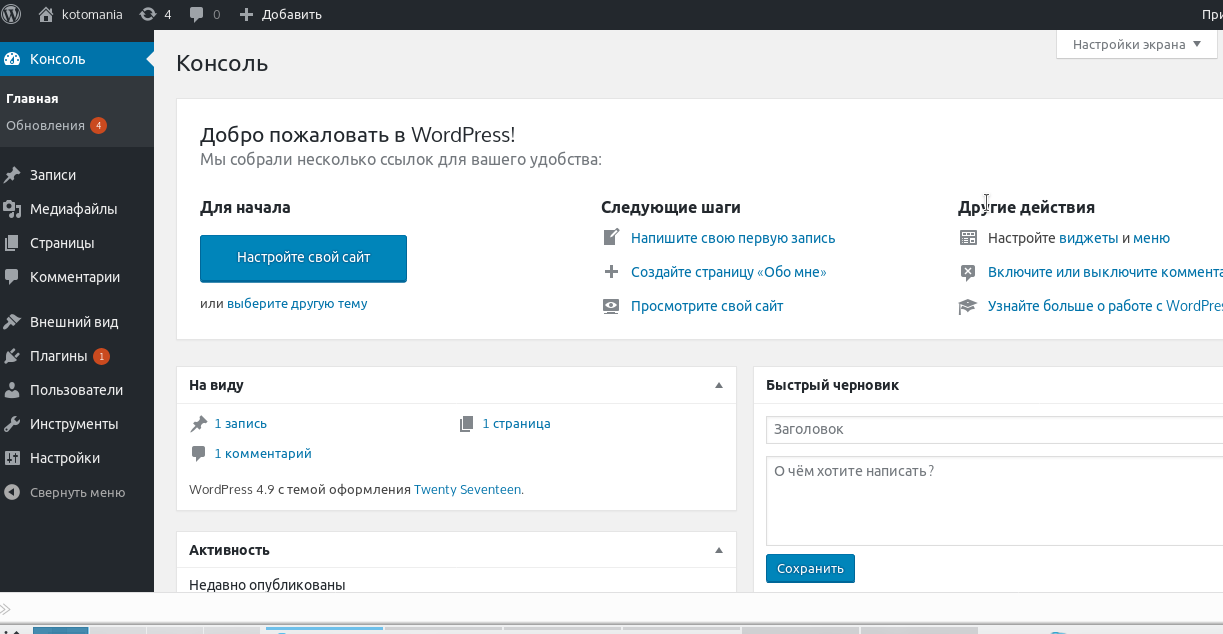 kotomania 4 0 Добавить При
Настройки экрана
Консоль
Главная
Обновления 4
Записи
Медиафайлы
Страницы
Комментарии
Внешний вид
Плагины 1
Пользователи
Инструменты
Настройки
Свернуть меню
Консоль
Добро пожаловать в WordPress!
Мы собрали несколько ссылок для вашего удобства:
Для начала
Настройте свой сайт
или выберите другую тему
Следующие шаги
Напишите свою первую запись
Создайте страницу «Обо мне»
Просмотрите свой сайт
Другие действия
Настройте виджеты и меню
Включите или выключите коммента
Узнайте больше о работе с WordPres
На виду
1 запись
1 страница
1 комментарий
WordPress 4.9 с темой оформления Twenty Seventeen.
Активность
Недавно опубликованы
Быстрый черновик
Заголовок
О чём хотите написать?
Сохранить